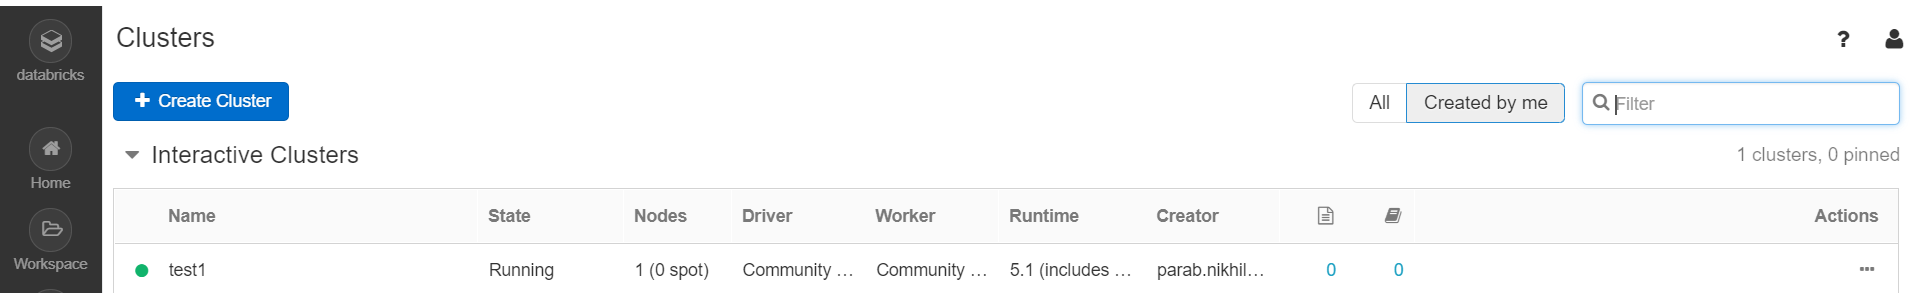 Clusters
databricks
Create Cluster
All
Created by me
Filter
Interactive Clusters
1 clusters, 0 pinned
Home
Name State Nodes Driver Worker Runtime Creator Actions
Workspace
test1 Running 1 (0 spot) Community ... Community ... 5.1 (includes ... parab.nikhil... 0 0 ...